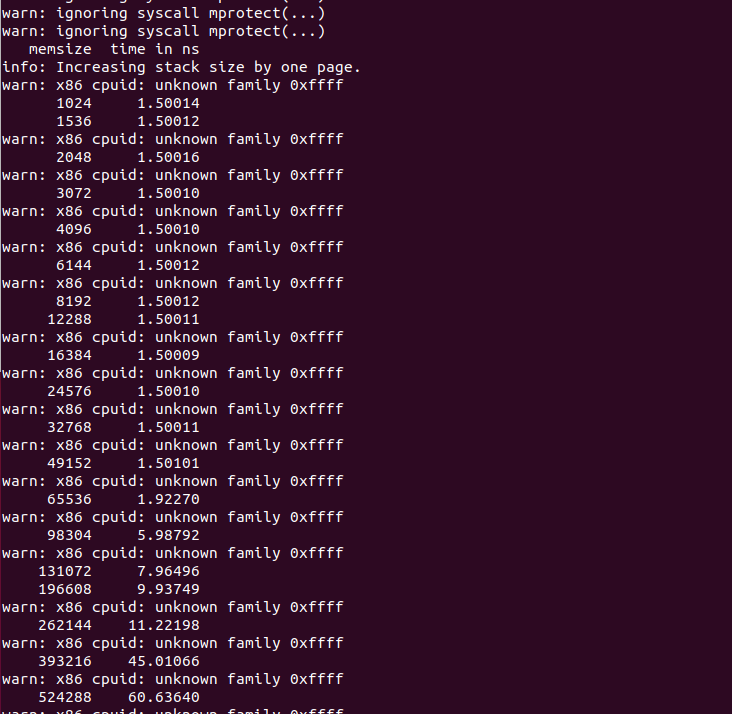 warn: ignoring syscall mprotect(...)
warn: ignoring syscall mprotect(...)
memsize  time in ns
info: Increasing stack size by one page.
warn: x86 cpuid: unknown family 0xffff
1024     1.50014
1536     1.50012
warn: x86 cpuid: unknown family 0xffff
2048     1.50016
warn: x86 cpuid: unknown family 0xffff
3072     1.50010
warn: x86 cpuid: unknown family 0xffff
4096     1.50010
warn: x86 cpuid: unknown family 0xffff
6144     1.50012
warn: x86 cpuid: unknown family 0xffff
8192     1.50012
12288     1.50011
warn: x86 cpuid: unknown family 0xffff
16384     1.50009
warn: x86 cpuid: unknown family 0xffff
24576     1.50010
warn: x86 cpuid: unknown family 0xffff
32768     1.50011
warn: x86 cpuid: unknown family 0xffff
49152     1.50101
warn: x86 cpuid: unknown family 0xffff
65536     1.92270
warn: x86 cpuid: unknown family 0xffff
98304     5.98792
warn: x86 cpuid: unknown family 0xffff
131072     7.96496
196608     9.93749
warn: x86 cpuid: unknown family 0xffff
262144    11.22198
warn: x86 cpuid: unknown family 0xffff
393216    45.01066
warn: x86 cpuid: unknown family 0xffff
524288    60.63640
warn: x86 cpuid: unknown family 0xffff